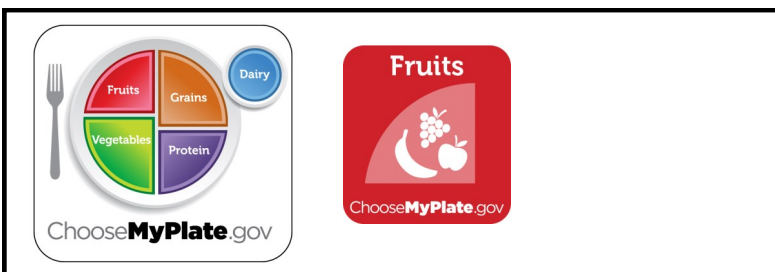 Fruits
Grains
Dairy
Vegetables
Protein
ChooseMyPlate.gov
Fruits
ChooseMyPlate.gov